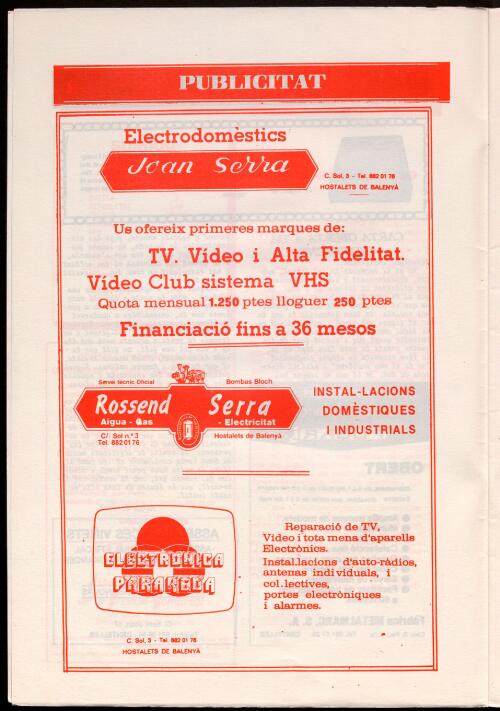 PUBLICITAT
Electrodomèstics
Joan Serra
C. Sol, 3 - Tel. 882 01 76
HOSTALETS DE BALENYÀ
Us ofereix primeres marques de:
TV. Vídeo i Alta Fidelitat.
Vídeo Club sistema VHS
Quota mensual 1.250 ptes lloguer 250 ptes
Financiació fins a 36 mesos
Servei tècnic Oficial
Bombas Bloch
Rossend Serra
Aigua - Gas - Electricitat
C/. Sol n.º 3
Tel. 882 01 76
Hostalets de Balenyà
INSTAL-LACIONS
DOMÈSTIQUES
I INDUSTRIALS
ELECTRÒNICA
PARAREDA
C. Sol, 3 - Tel. 882 01 76
HOSTALETS DE BALENYÀ
Reparació de TV,
Vídeo i tota mena d'aparells
Electrònics.
Instal.lacions d'auto-ràdios,
antenas individuals, i
col.lectives,
portes electròniques
i alarmes.